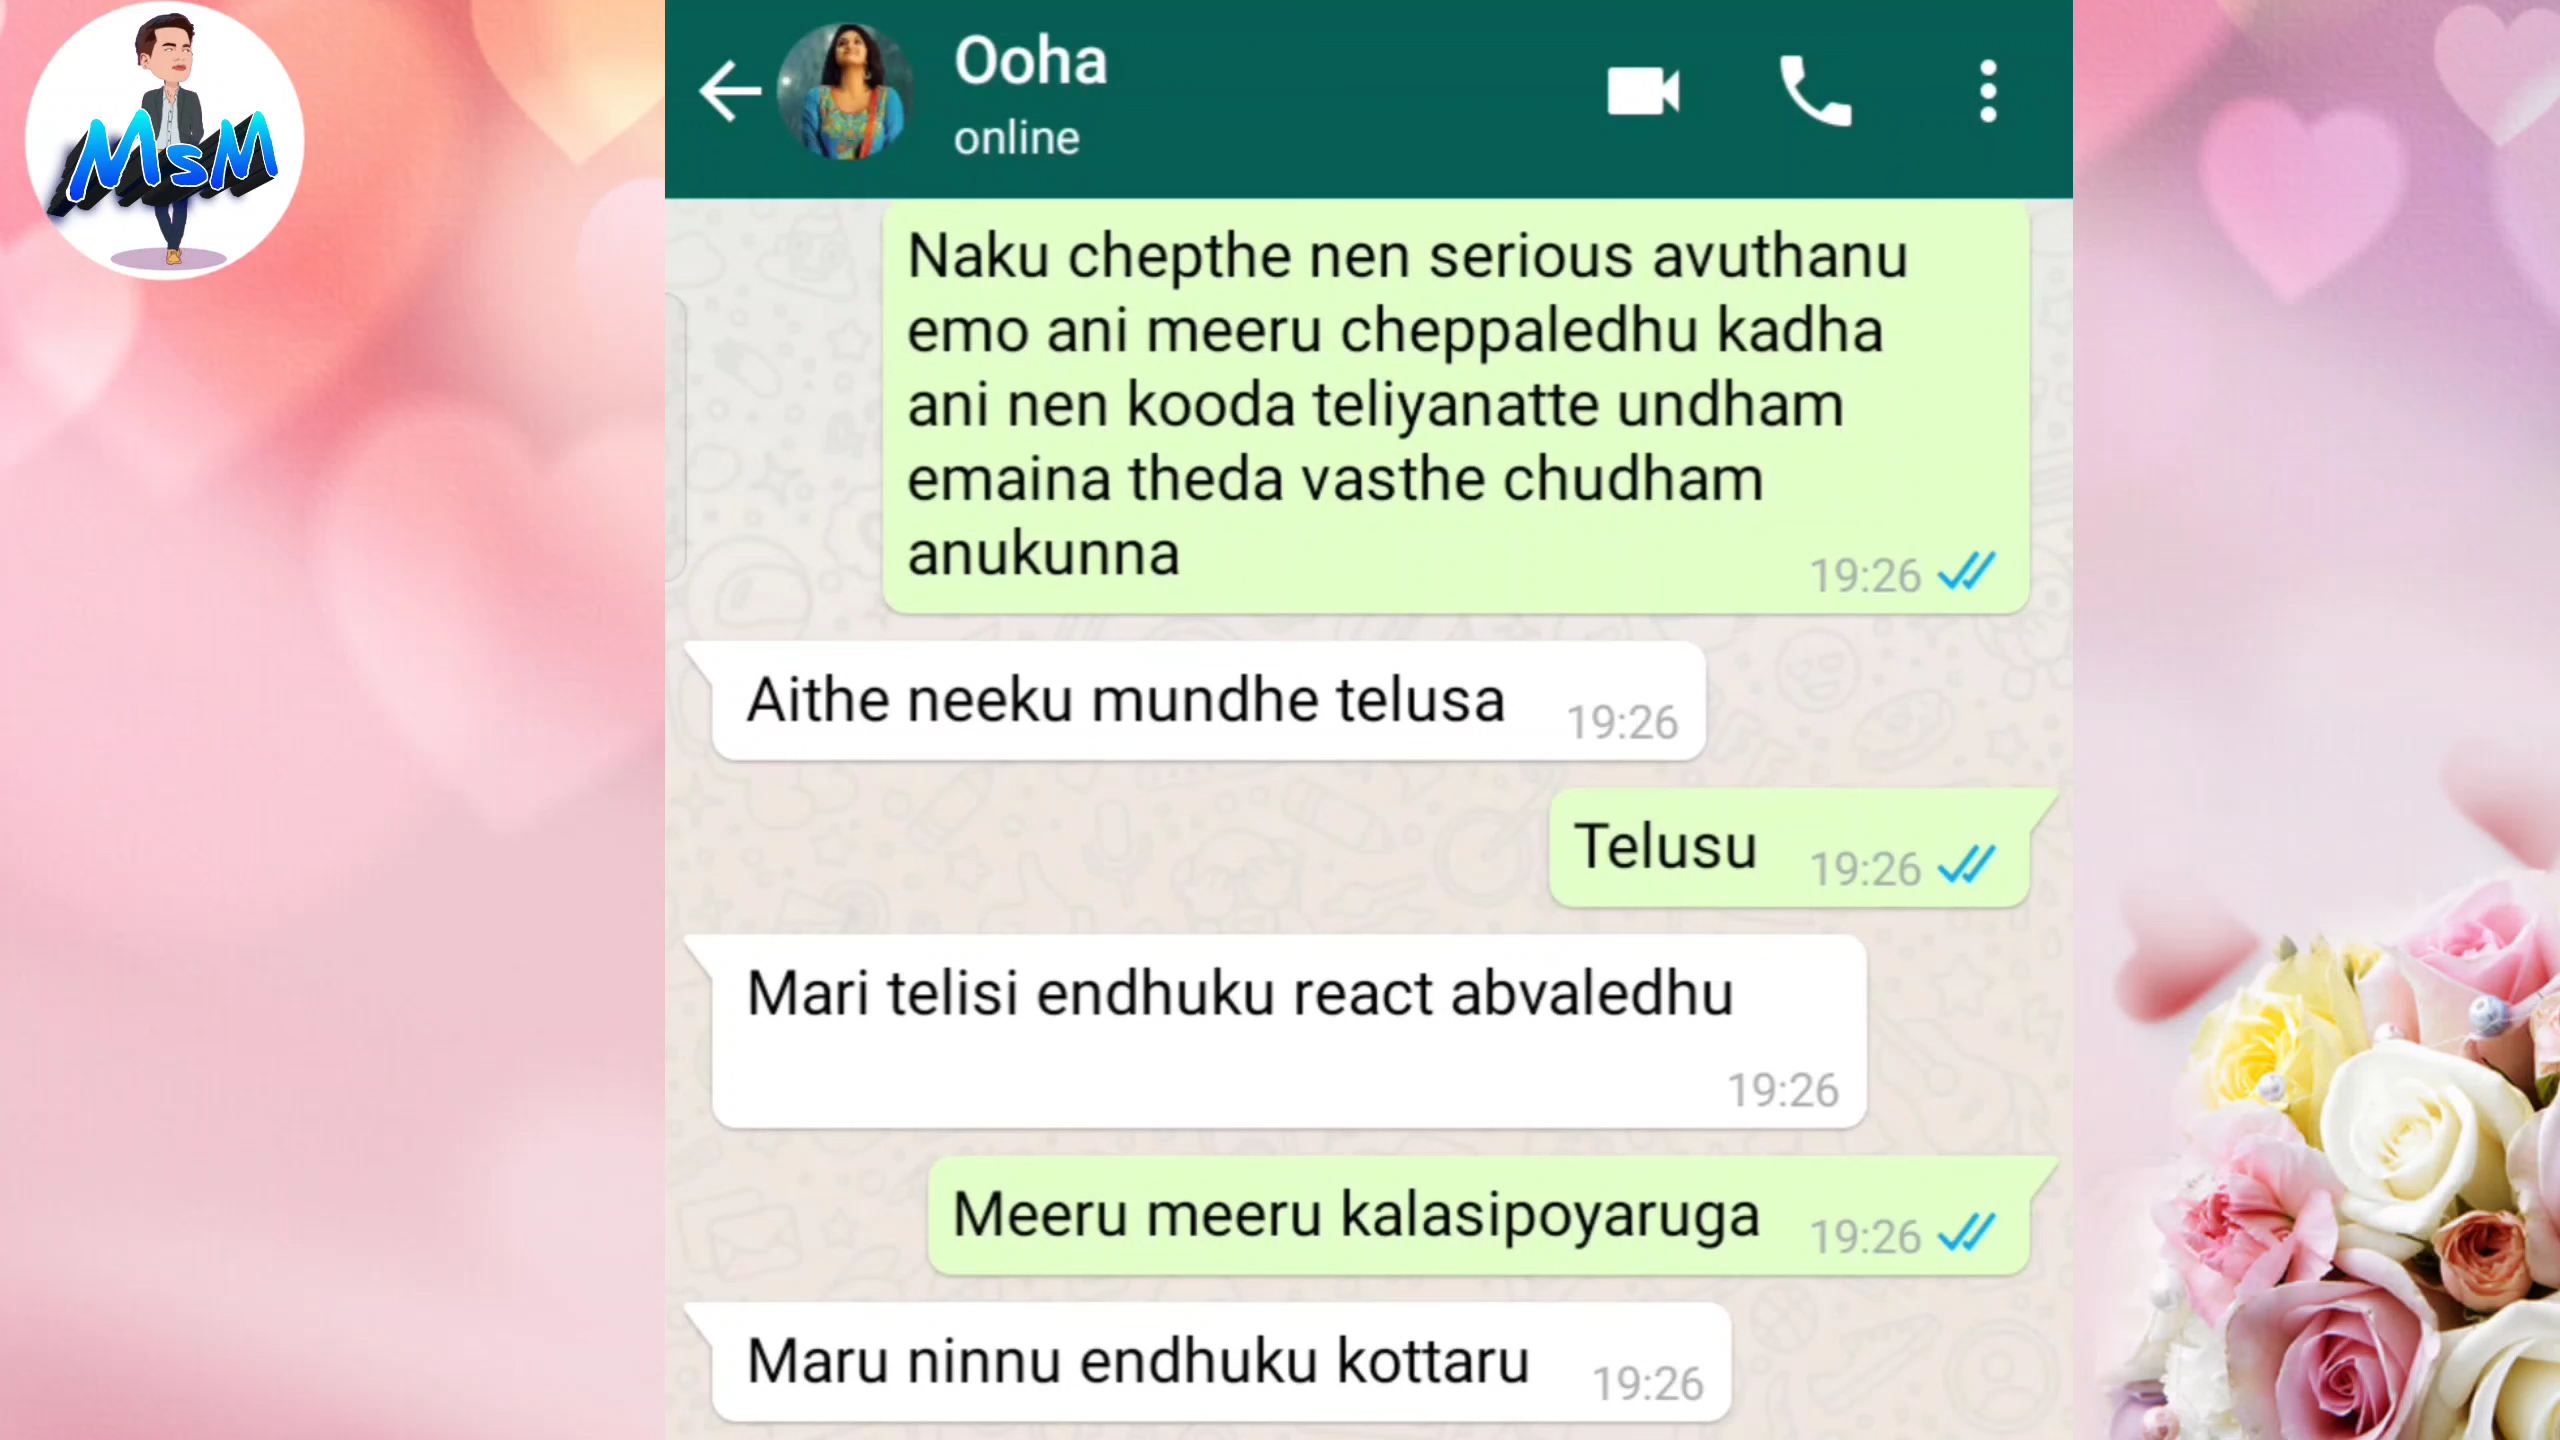 MsM
Ooha
online
Naku chepthe nen serious avuthanu
emo ani meeru cheppaledhu kadha
ani nen kooda teliyanatte undham
emaina theda vasthe chudham
anukunna
19:26
Aithe neeku mundhe telusa
19:26
Telusu
19:26
Mari telisi endhuku react abvaledhu
19:26
Meeru meeru kalasipoyaruga
19:26
Maru ninnu endhuku kottaru
19:26